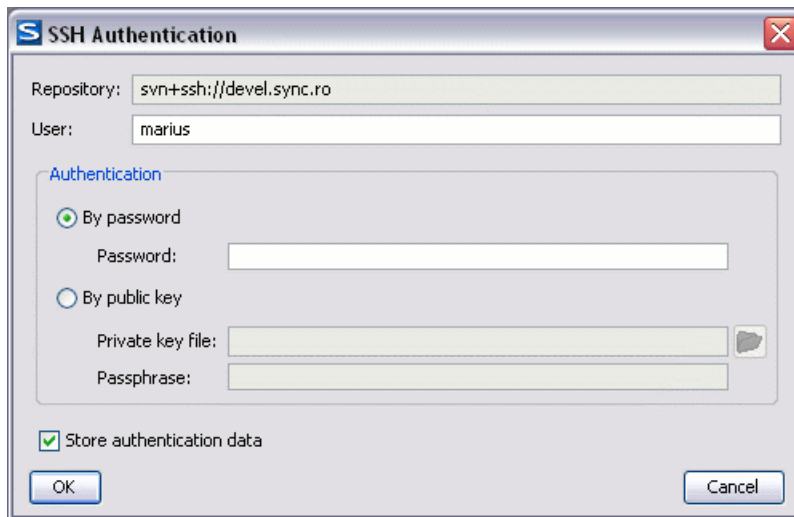 SSH Authentication
Repository: svn+ssh://devel.sync.ro
User: marius
Authentication
By password
Password:
By public key
Private key file:
Passphrase:
Store authentication data
OK Cancel